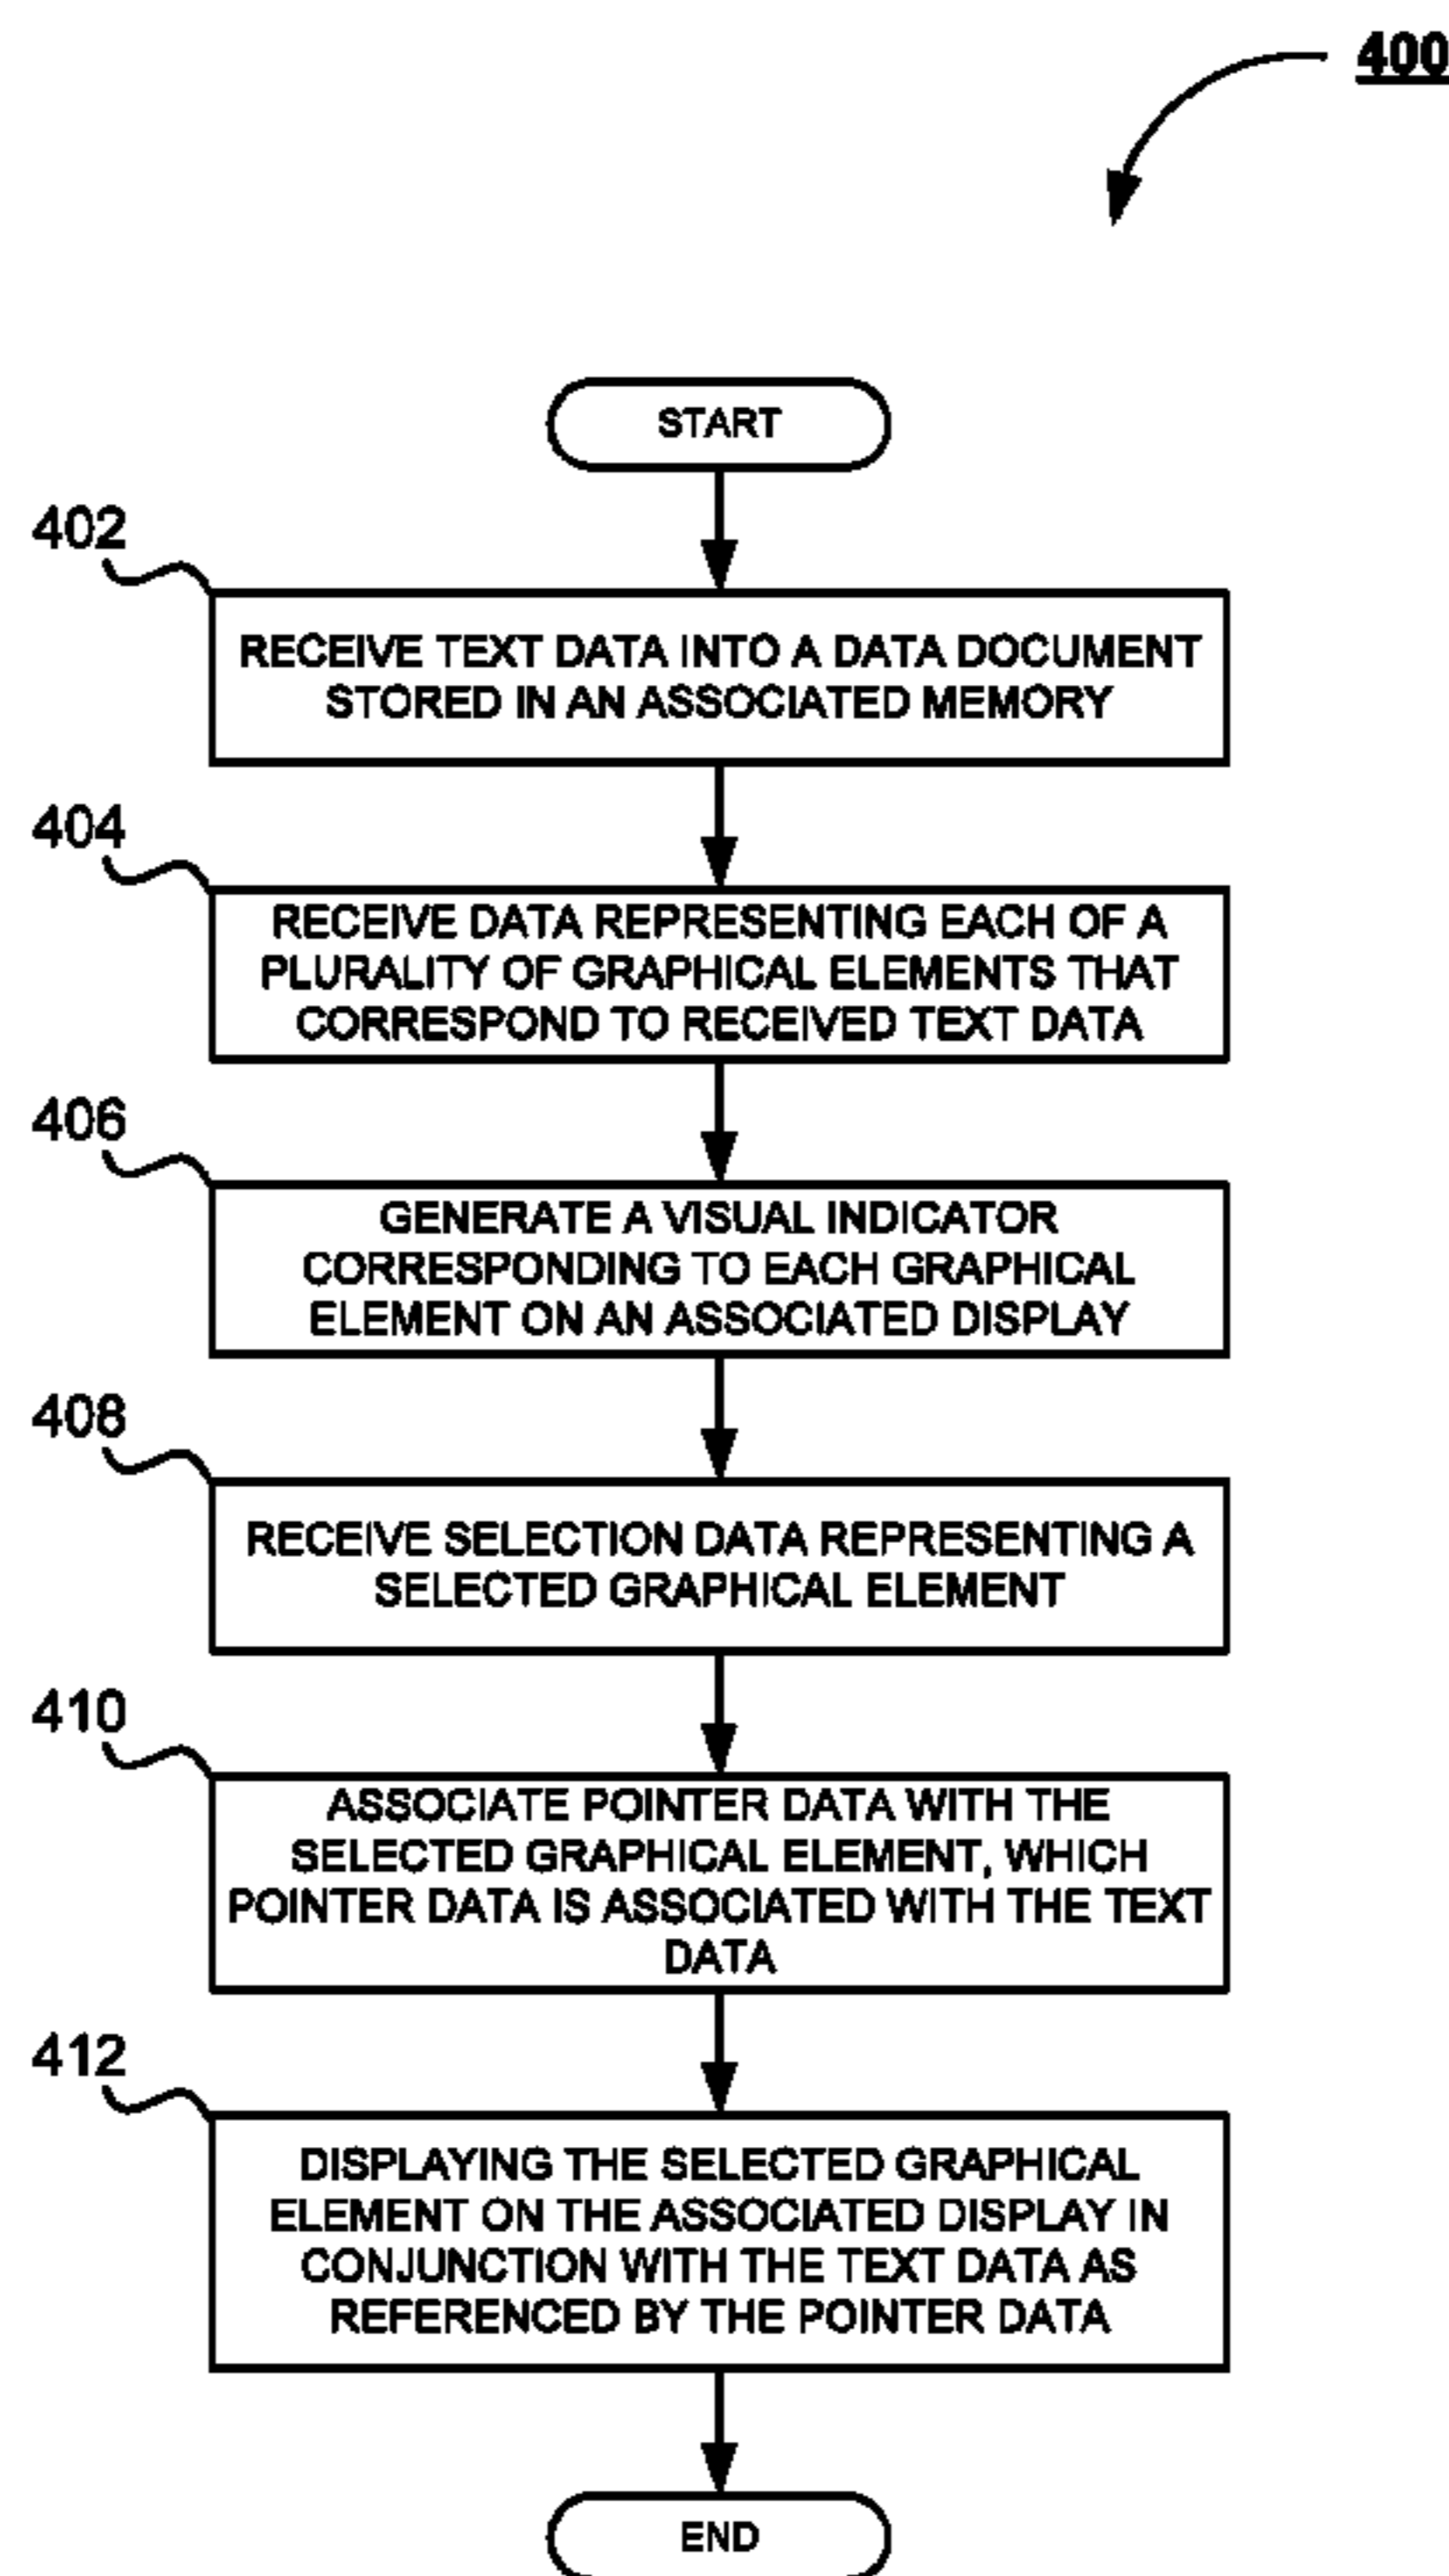 400
START
402
RECEIVE TEXT DATA INTO A DATA DOCUMENT
STORED IN AN ASSOCIATED MEMORY
404
RECEIVE DATA REPRESENTING EACH OF A
PLURALITY OF GRAPHICAL ELEMENTS THAT
CORRESPOND TO RECEIVED TEXT DATA
406
GENERATE A VISUAL INDICATOR
CORRESPONDING TO EACH GRAPHICAL
ELEMENT ON AN ASSOCIATED DISPLAY
408
RECEIVE SELECTION DATA REPRESENTING A
SELECTED GRAPHICAL ELEMENT
410
ASSOCIATE POINTER DATA WITH THE
SELECTED GRAPHICAL ELEMENT, WHICH
POINTER DATA IS ASSOCIATED WITH THE TEXT
DATA
412
DISPLAYING THE SELECTED GRAPHICAL
ELEMENT ON THE ASSOCIATED DISPLAY IN
CONJUNCTION WITH THE TEXT DATA AS
REFERENCED BY THE POINTER DATA
END